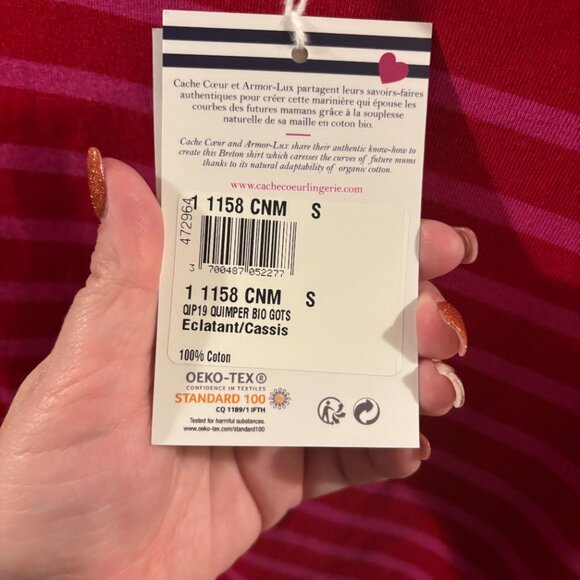 Cache Cœur et Armor-Lux partagent leurs savoirs-faires
authentiques pour créer cette marinière qui épouse les
courbes des futures mamans grâce à la souplesse
naturelle de sa maille en coton bio.
Cache Cœur and Armor-Lux share their authentic know-how to
create this Breton shirt which caresses the curves of future mums
thanks to its natural adaptability of organic cotton.
www.cachecoeurlingerie.com
472964
1 1158 CNM S
3 700487 052277
1 1158 CNM S
QIP19 QUIMPER BIO GOTS
Eclatant/Cassis
100% Coton
OEKO-TEX®
CONFIDENCE IN TEXTILES
STANDARD 100
CQ 1189/1 IFTH
Tested for harmful substances.
www.oeko-tex.com/standard100